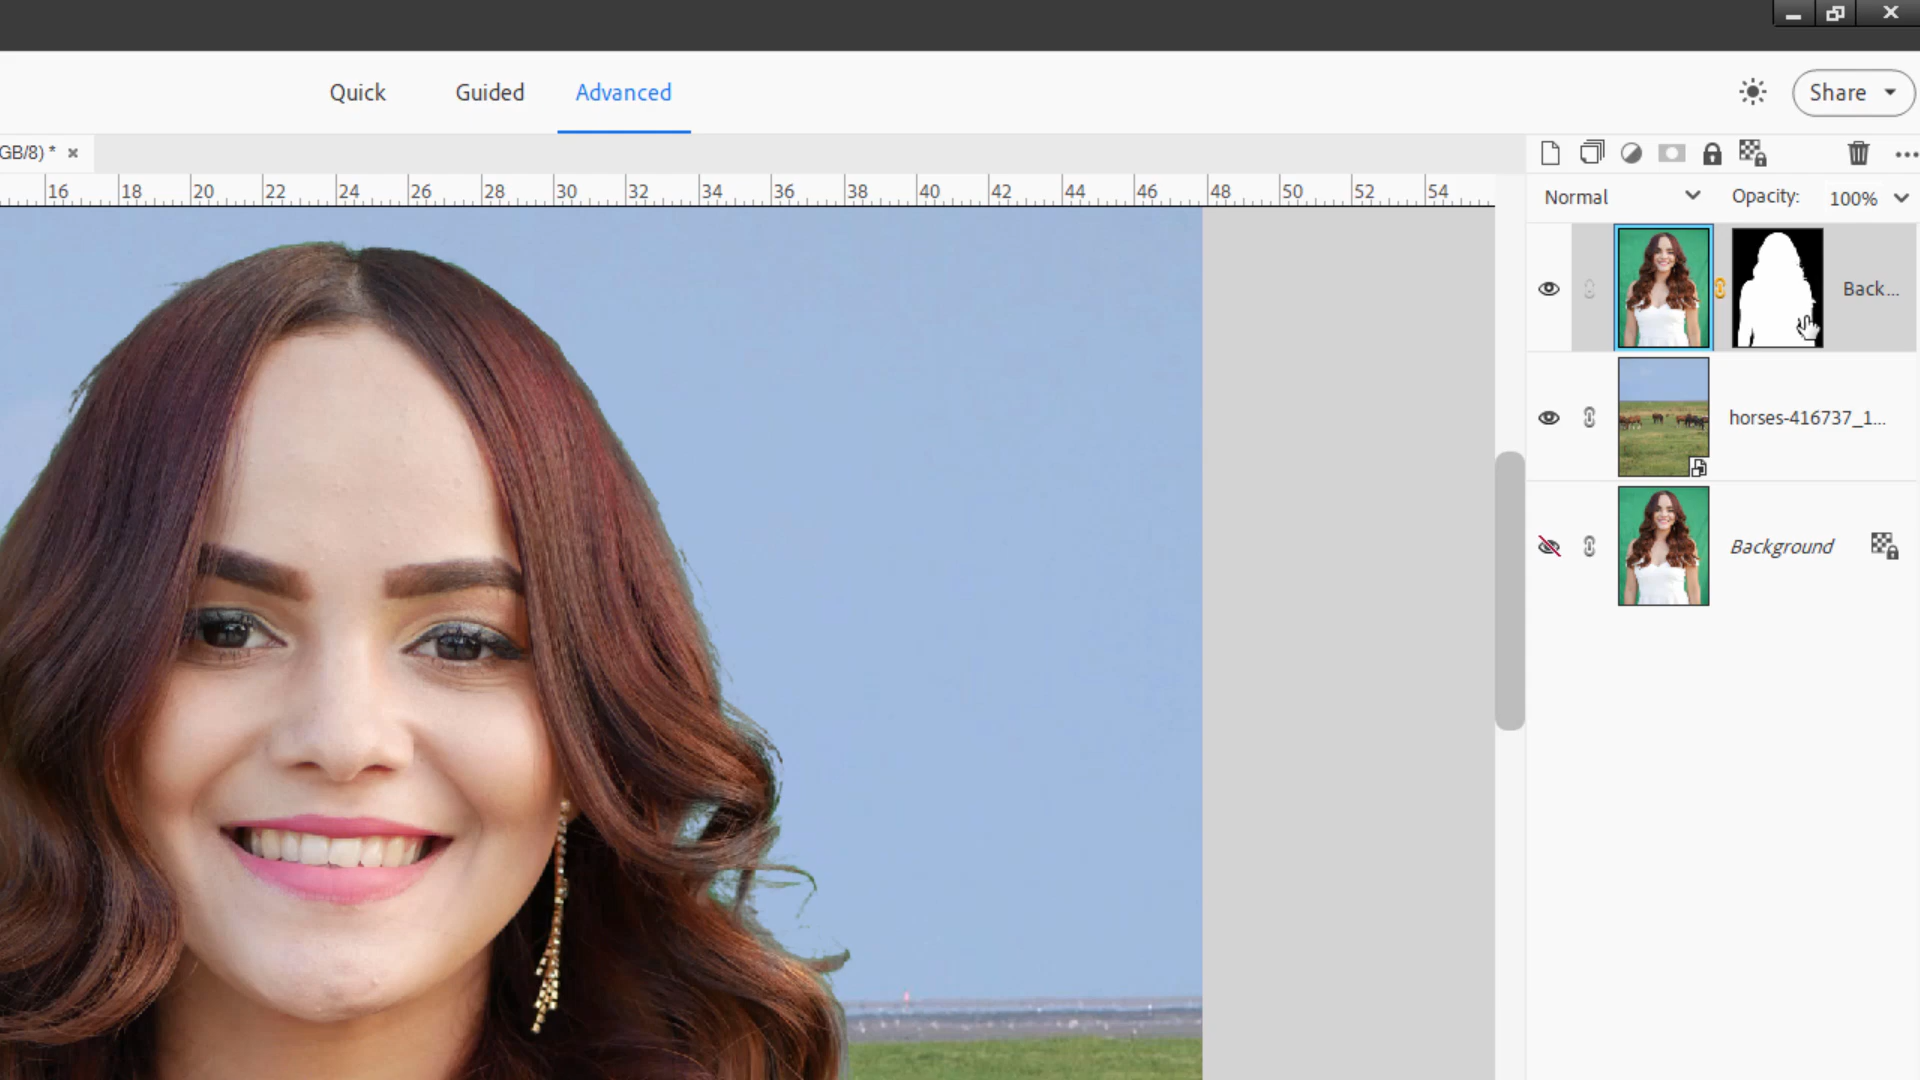 Quick Guided Advanced
Share
GB/8) *
16 18 20 22 24 26 28 30 32 34 36 38 40 42 44 46 48 50 52 54
Normal Opacity: 100%
Back...
horses-416737_1...
Background